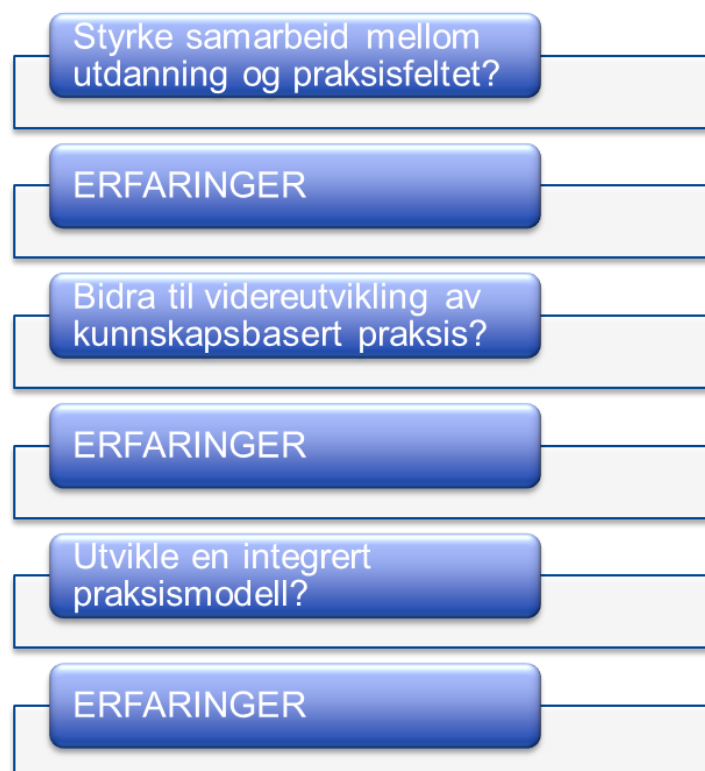 Styrke samarbeid mellom
utdanning og praksisfeltet?
ERFARINGER
Bidra til videreutvikling av
kunnskapsbasert praksis?
ERFARINGER
Utvikle en integrert
praksismodell?
ERFARINGER